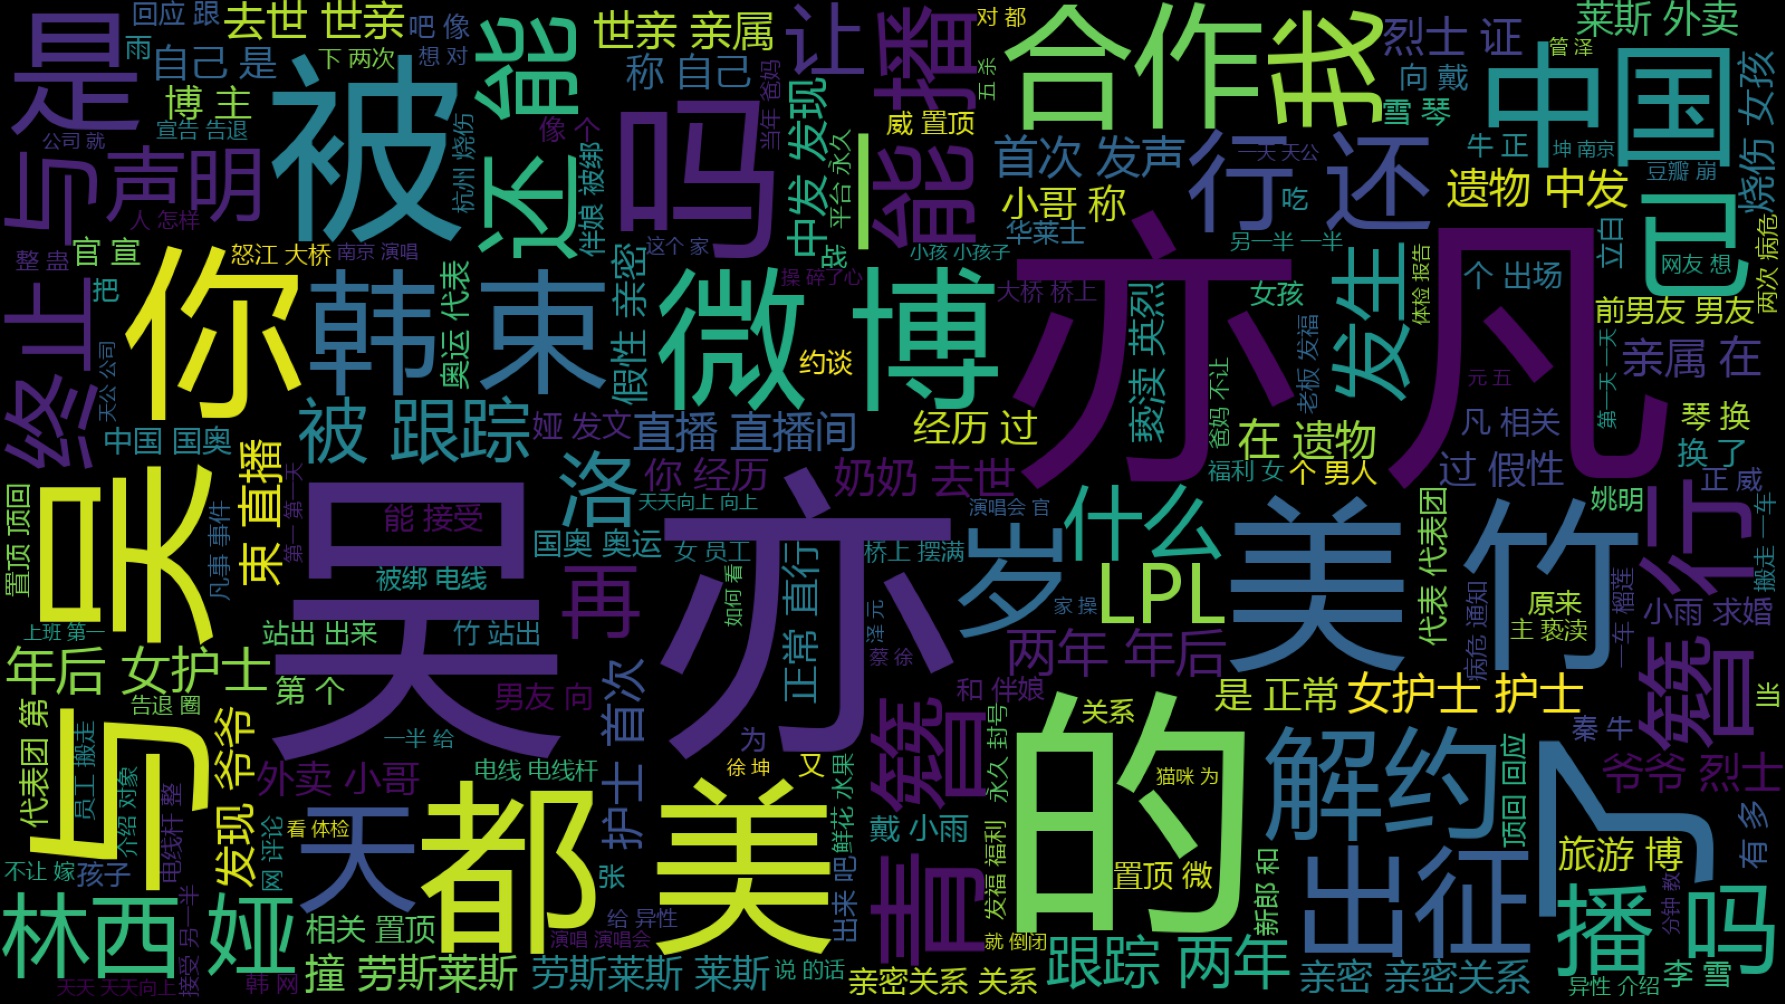 回应 跟
去世 世亲
吧 像
世亲 亲属
让
播
对 都
合作
我
烈士 证
管 泽
莱斯 外卖
是
雨
自己 是
下 两次
想 对
能
称 自己
爸妈
五 杀
向 戴
中国
女孩
博 主
被
吗
中发 发现
威 置顶
雪 琴
宣告 告退
公司 就
像 个
当年
平台 永久
能
首次 发声
行
还
一天 天公
牛 正
坤 南京
豆瓣 崩
与
声明
杭州 烧伤
还
伴娘 被绑
小哥 称
吃
遗物 中发
烧伤
人 怎样
官 宣
整 蛊
怒江 大桥
南京 演唱
这个 家
战
小孩 小孩子
华莱士
另一半 一半
立白
网友 想
两次 病危
把
终止
你
韩
束
奥运 代表
假性 亲密
微
博
操 碎了心
大桥 桥上
亦
凡
亵渎 英烈
女孩
发生
体检 报告
个 出场
前男友 男友
天公 公司
约谈
爸妈 不让
老板 发福
元 五
第一天 一天
亲属 在
中国 国奥
被 跟踪
娅 发文
直播 直播间
经历 过
在 遗物
凡 相关
琴 换
换 了
吴
束 直播
第一 第一天
洛
你 经历
奶奶 去世
福利 女
个 男人
过 假性
正 威
置顶 顶回
凡事 事件
吴
能 接受
天天向上 向上
亦
演唱会 官
什么
美
竹
代表 代表团
姚明
行
搬走 一车
被绑 电线
国奥 奥运
女 员工
桥上 摆满
岁
LPL
再
如何 看
正常 直行
家 操
病危 通知
原来
主 亵渎
一车 榴莲
小雨 求婚
上班 第一
站出 出来
竹 站出
泽 元
蔡 徐
两年 年后
年后 女护士
第 个
男友 向
首次
和 伴娘
是 正常
女护士 护士
告退 圈
与
代表团 第
一半 给
为
关系
秦 牛
员工 搬走
介绍 对象
电线杆 整
发现 爷爷
外卖 小哥
电线 电线杆
护士
徐 坤
又
永久 封号
的
猫咪 为
解约
顶回 回应
爷爷 烈士
网 评论
看 体检
天
都
美
鲜花 水果
戴 小雨
旅游 博
有 多
不让 嫁
孩子
张
出来 吧
发福 福利
置顶 微
新郎 和
出征
分钟 教
林西
娅
接受 另一半
相关 置顶
给 异性
演唱 演唱会
就 倒闭
播
吗
天天 天天向上
韩 网
撞 劳斯莱斯
劳斯莱斯 莱斯
说 的话
亲密关系 关系
跟踪 两年
亲密 亲密关系
异性 介绍
李 雪